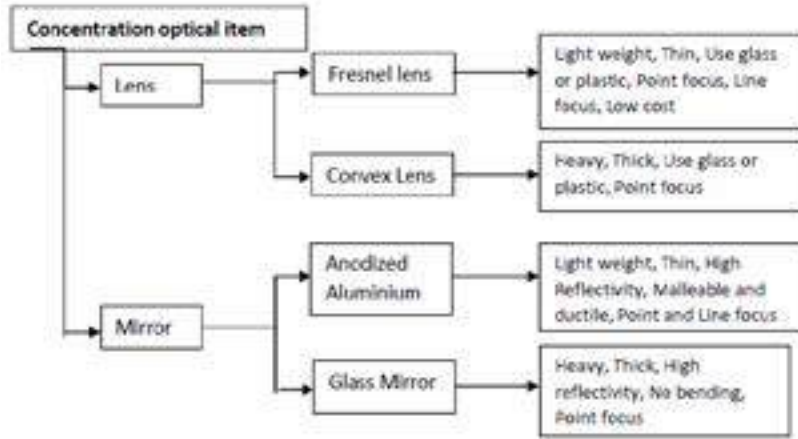 Concentration optical item
Lens
Fresnel lens
Light weight, Thin, Use glass
or plastic, Point focus, Line
focus, Low cost
Convex Lens
Heavy, Thick, Use glass or
plastic, Point focus
Mirror
Anodized
Aluminium
Light weight, Thin, High
Reflectivity, Malleable and
ductile, Point and Line focus
Glass Mirror
Heavy, Thick, High
reflectivity, No bending,
Point focus